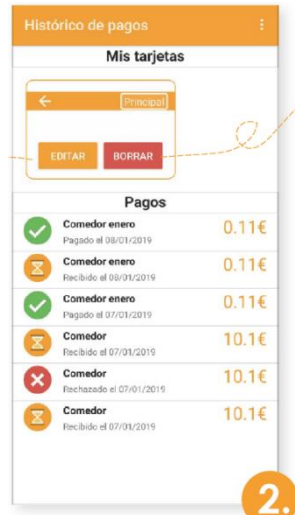 Histórico de pagos
Mis tarjetas
Principal
EDITAR
BORRAR
Pagos
Comedor enero
0.11€
Pagado el 08/01/2019
Comedor enero
0.11€
Recibido el 08/01/2019
Comedor enero
0.11€
Pagado el 07/01/2019
Comedor
10.1€
Recibido el 07/01/2019
Comedor
10.1€
Rechazado el 07/01/2019
Comedor
10.1€
Recibido el 07/01/2019
2.